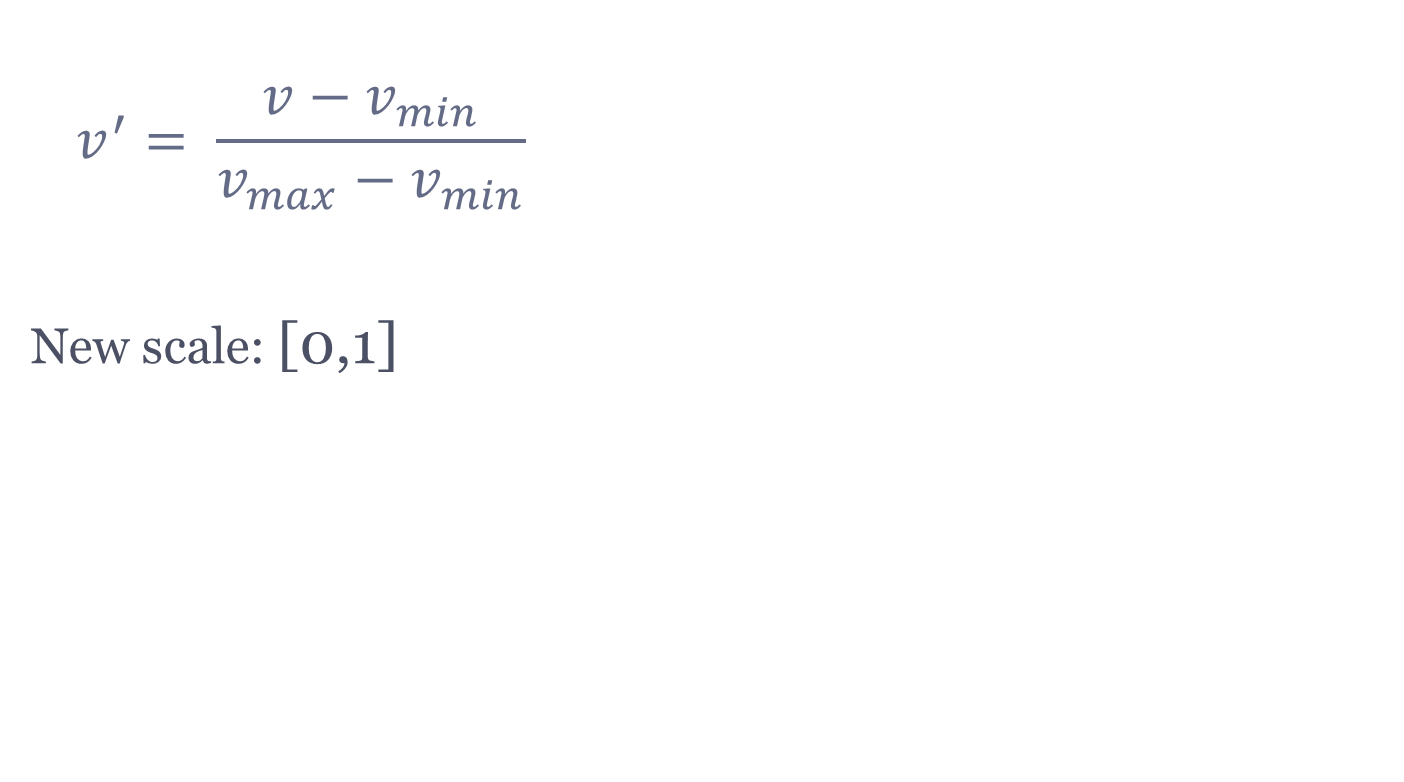 v′ = (v − v_min) / (v_max − v_min)
New scale: [0,1]